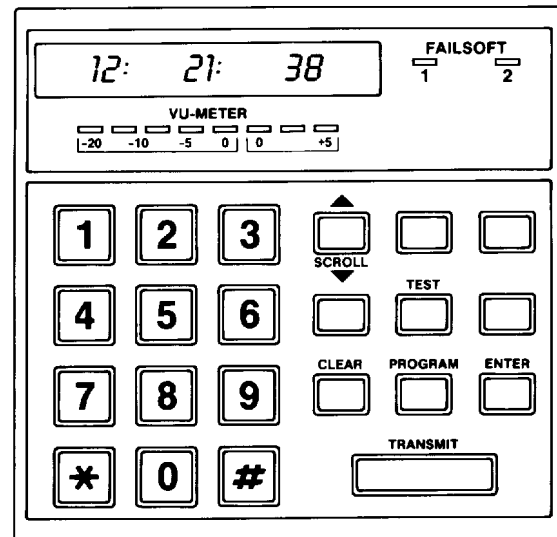 12: 21: 38
FAILSOFT
1 2
VU-METER
-20 -10 -5 0 0 +5
1 2 3
SCROLL
4 5 6
TEST
7 8 9
CLEAR PROGRAM ENTER
* 0 #
TRANSMIT